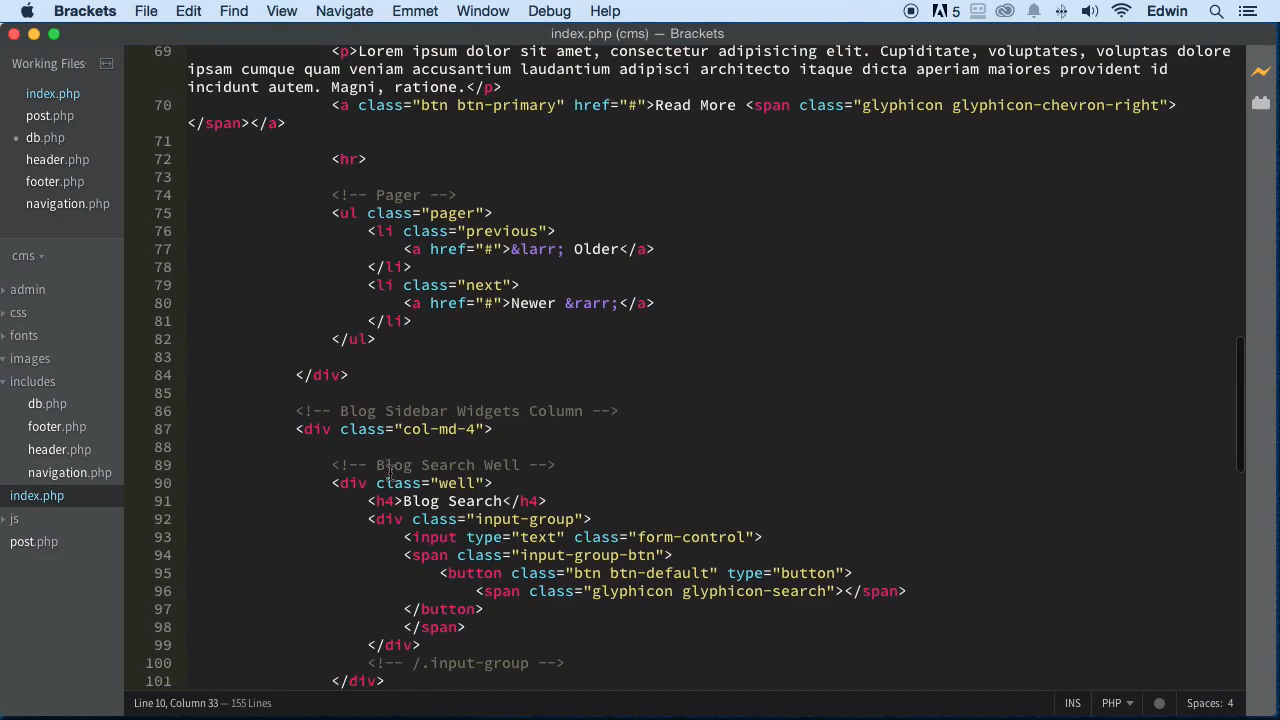 Brackets File Edit Find View Navigate Emmet Window Debug Help 5 Edwin
index.php (cms) — Brackets
Working Files
index.php
post.php
db.php
header.php
footer.php
navigation.php
cms
admin
css
fonts
images
includes
db.php
footer.php
header.php
navigation.php
index.php
js
post.php
69 <p>Lorem ipsum dolor sit amet, consectetur adipisicing elit. Cupiditate, voluptates, voluptas dolore
ipsam cumque quam veniam accusantium laudantium adipisci architecto itaque dicta aperiam maiores provident id
incidunt autem. Magni, ratione.</p>
70 <a class="btn btn-primary" href="#">Read More <span class="glyphicon glyphicon-chevron-right">
</span></a>
71
72 <hr>
73
74 <!-- Pager -->
75 <ul class="pager">
76 <li class="previous">
77 <a href="#">&larr; Older</a>
78 </li>
79 <li class="next">
80 <a href="#">Newer &rarr;</a>
81 </li>
82 </ul>
83
84 </div>
85
86 <!-- Blog Sidebar Widgets Column -->
87 <div class="col-md-4">
88
89 <!-- Blog Search Well -->
90 <div class="well">
91 <h4>Blog Search</h4>
92 <div class="input-group">
93 <input type="text" class="form-control">
94 <span class="input-group-btn">
95 <button class="btn btn-default" type="button">
96 <span class="glyphicon glyphicon-search"></span>
97 </button>
98 </span>
99 </div>
100 <!-- /.input-group -->
101 </div>
Line 10, Column 33 — 155 Lines INS PHP Spaces: 4